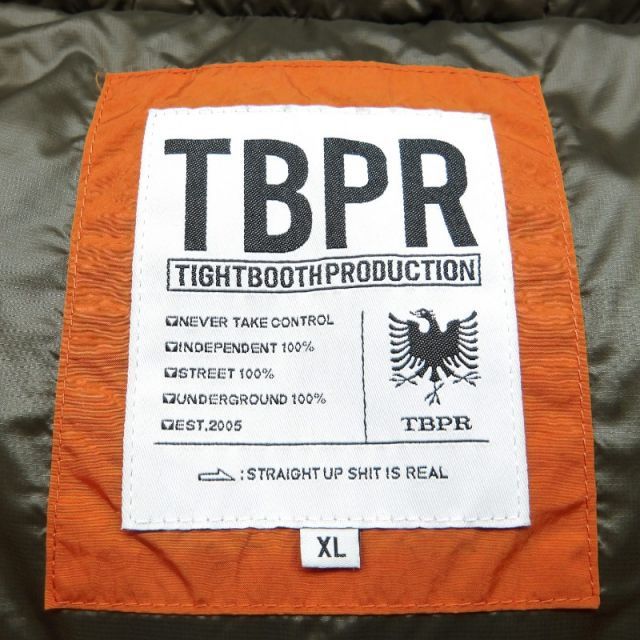 TBPR
TIGHTBOOTHPRODUCTION
NEVER TAKE CONTROL
INDEPENDENT 100%
STREET 100%
UNDERGROUND 100%
EST,2005
TBPR
:STRAIGHT UP SHIT IS REAL
XL